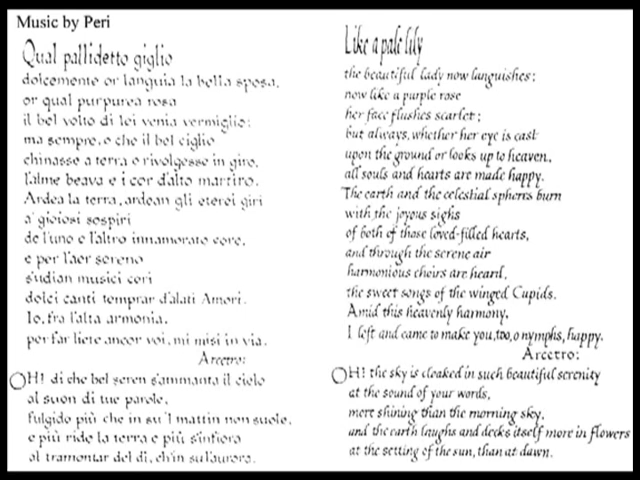 Music by Peri
Qual pallidetto giglio
dolcemente or languia la bella sposa,
or qual purpurea rosa
il bel volto di lei venia vermiglio;
ma sempre, o che il bel ciglio
chinasse a terra o rivolgesse in giro,
l'alme beava e i cor d'alto martiro.
Ardea la terra, ardean gli eterei giri
a' gioiosi sospiri
de l'uno e l'altro innamorato core,
e per l'aer sereno
s'udian musici cori
dolci canti temprar d'alati Amori.
Io, fra l'alta armonia,
per far liete ancor voi, mi misi in via.
Arcetro:
OH! di che bel seren s'ammanta il cielo
al suon di tue parole,
fulgido più che in su 'l mattin non suole,
e più ride la terra e più s'infiora
al tramontar del dì, ch'in su l'aurora.
Like a pale lily
the beautiful lady now languishes;
now like a purple rose
her face flushes scarlet;
but always, whether her eye is cast
upon the ground or looks up to heaven,
all souls and hearts are made happy.
The earth and the celestial spheres burn
with the joyous sighs
of both of those loved-filled hearts,
and through the serene air
harmonious choirs are heard,
the sweet songs of the winged Cupids.
Amid this heavenly harmony,
I left and came to make you, too, o nymphs, happy.
Arcetro:
OH! the sky is cloaked in such beautiful serenity
at the sound of your words,
more shining than the morning sky,
and the earth laughs and decks itself more in flowers
at the setting of the sun, than at dawn.